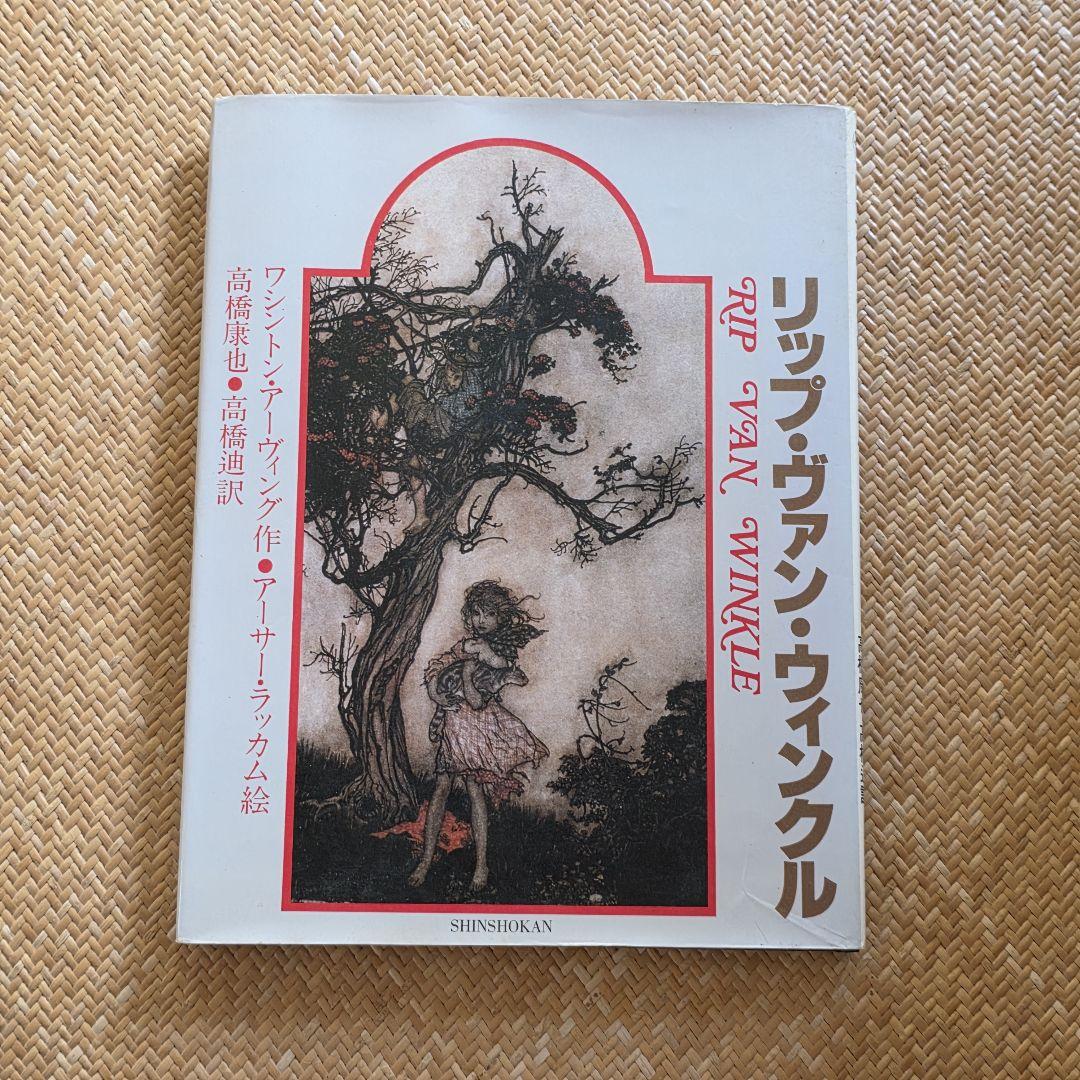 リップ・ヴァン・ウィンクル
RIP VAN WINKLE
ワシントン・アーヴィング作●アーサー・ラッカム絵
高橋康也●高橋迪訳
SHINSHOKAN